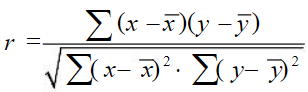 r = ∑(x − x̅)(y − y̅) / √∑(x − x̅)² · ∑(y − y̅)²